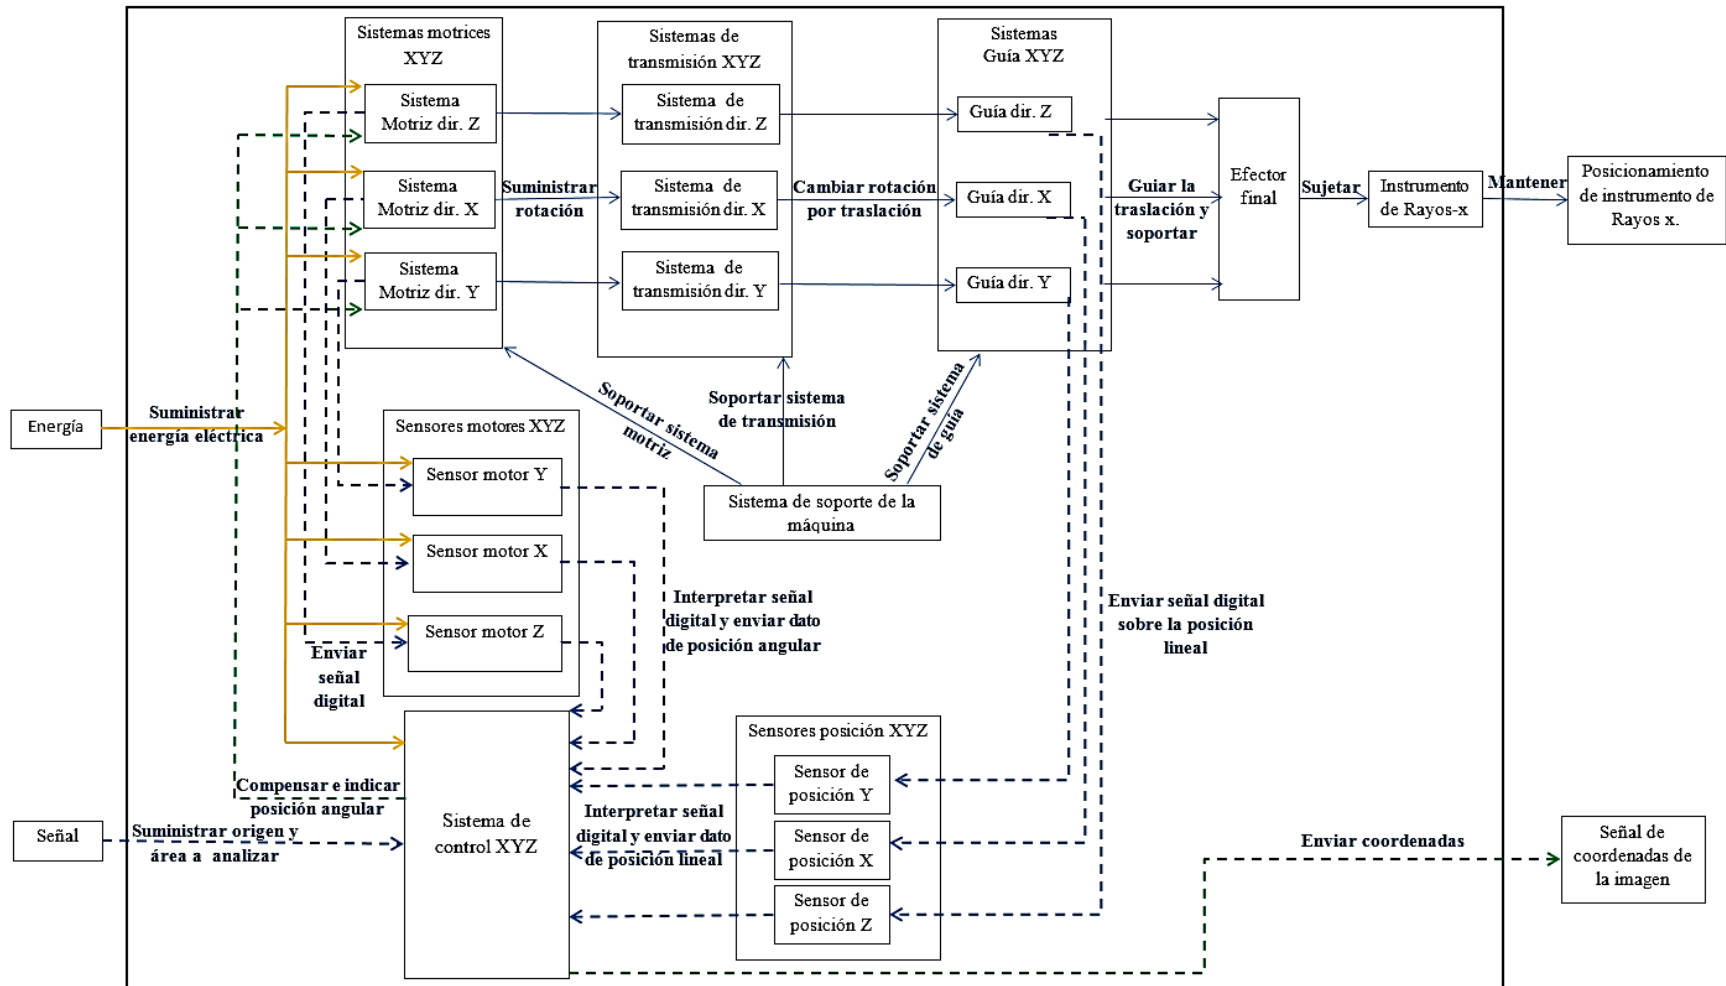 Sistemas motrices
XYZ
Sistema
Motriz dir. Z
Sistema
Motriz dir. X
Sistema
Motriz dir. Y
Suministrar
rotación
Sistemas de
transmisión XYZ
Sistema de
transmisión dir. Z
Sistema de
transmisión dir. X
Sistema de
transmisión dir. Y
Cambiar rotación
por traslación
Sistemas
Guía XYZ
Guía dir. Z
Guía dir. X
Guía dir. Y
Guiar la
traslación y
soportar
Efector
final
Sujetar
Instrumento
de Rayos-x
Mantener
Posicionamiento
de instrumento de
Rayos x.
Energía
Suministrar
energía eléctrica
Sensores motores XYZ
Sensor motor Y
Sensor motor X
Sensor motor Z
Enviar
señal
digital
Soportar sistema
motriz
Soportar sistema
de transmisión
Soportar sistema
de guía
Sistema de soporte de la
máquina
Interpretar señal
digital y enviar dato
de posición angular
Enviar señal digital
sobre la posición
lineal
Compensar e indicar
posición angular
Señal
Suministrar origen y
área a analizar
Sistema de
control XYZ
Interpretar señal
digital y enviar dato
de posición lineal
Sensores posición XYZ
Sensor de
posición Y
Sensor de
posición X
Sensor de
posición Z
Enviar coordenadas
Señal de
coordenadas de
la imagen